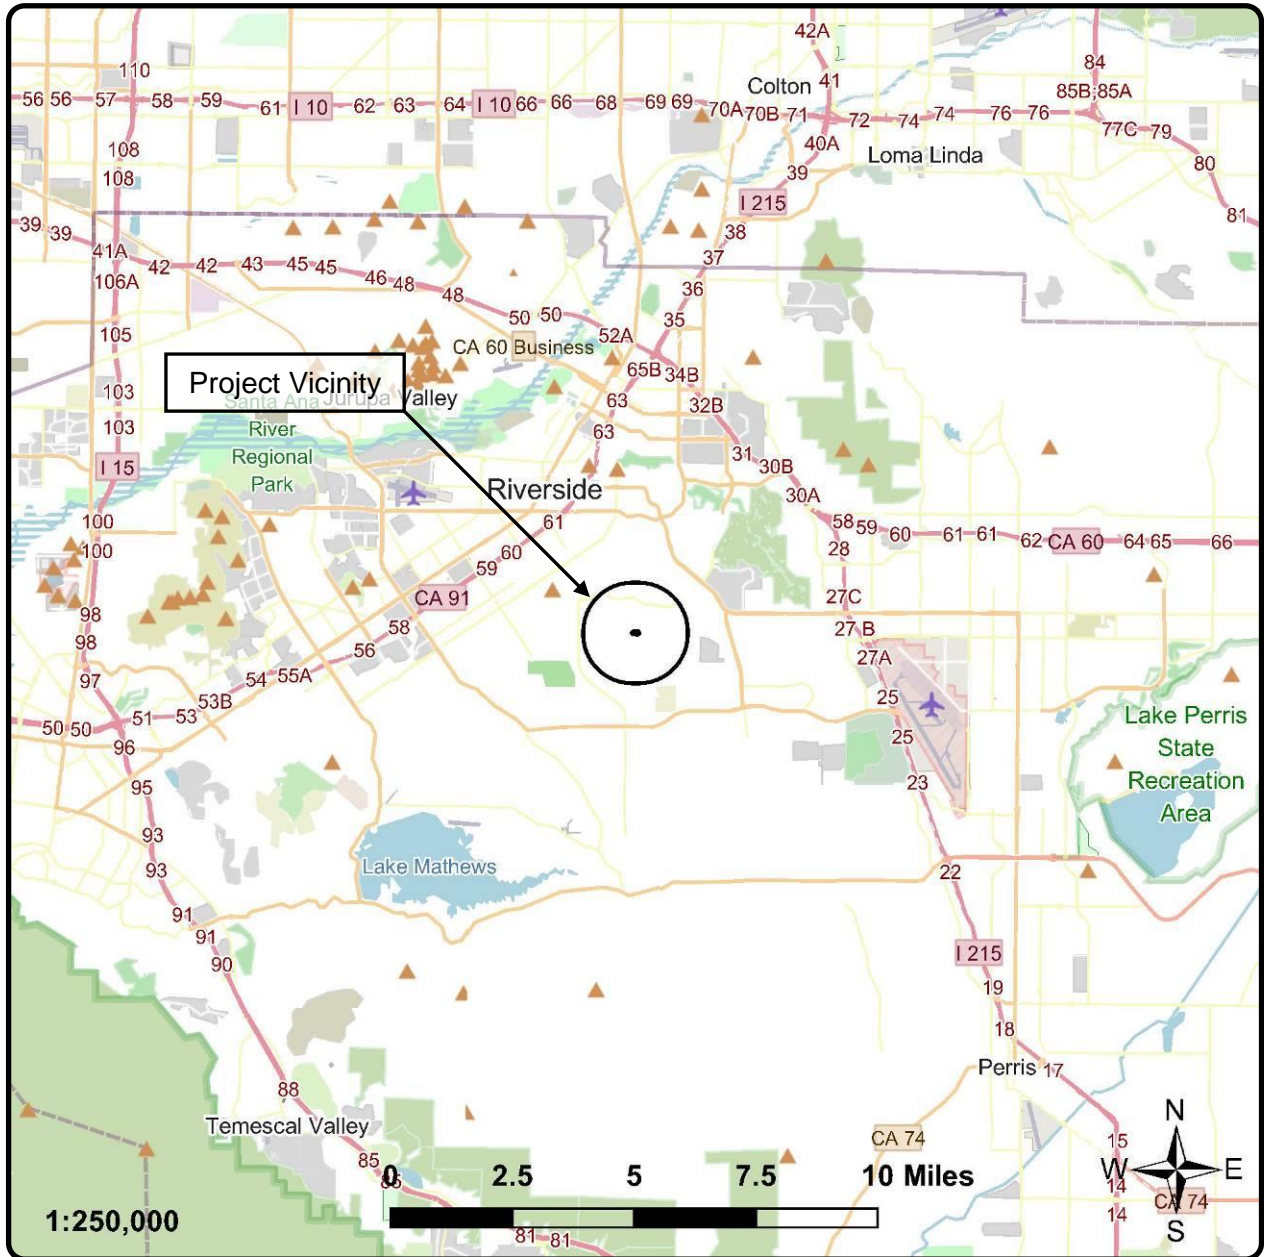 42A
110
84
Colton
41
85B;85A
56 56 57 58 59 61 I 10 62 63 64 I 10 66 66 68 69 69 70A 70B 71 72 74 74 76 76 77C 79
108
40A
Loma Linda
80
108
39
I 215
81
39 39
38
41A
37
42 42 43 45 45 46 48 48
106A
36
50 50
35
105
52A
CA 60 Business
65B 34B
Project Vicinity
103
63
32B
Santa Ana
River
Regional
Park
Jurupa Valley
103
63
31
30B
I 15
Riverside
30A
100
61
58 59 60 61 61 62 CA 60 64 65 66
100
60
28
59
CA 91
27C
98
58
27 B
98
56
27A
97
54 55A
25
53B
50 50 51 53
Lake Perris
State
Recreation
Area
96
25
95
23
93
93
Lake Mathews
22
91
91
90
I 215
19
18
88
Perris 17
Temescal Valley
CA 74
N
15
W E
14
S
CA 74
14
85
85
0 2.5 5 7.5 10 Miles
1:250,000
81 81